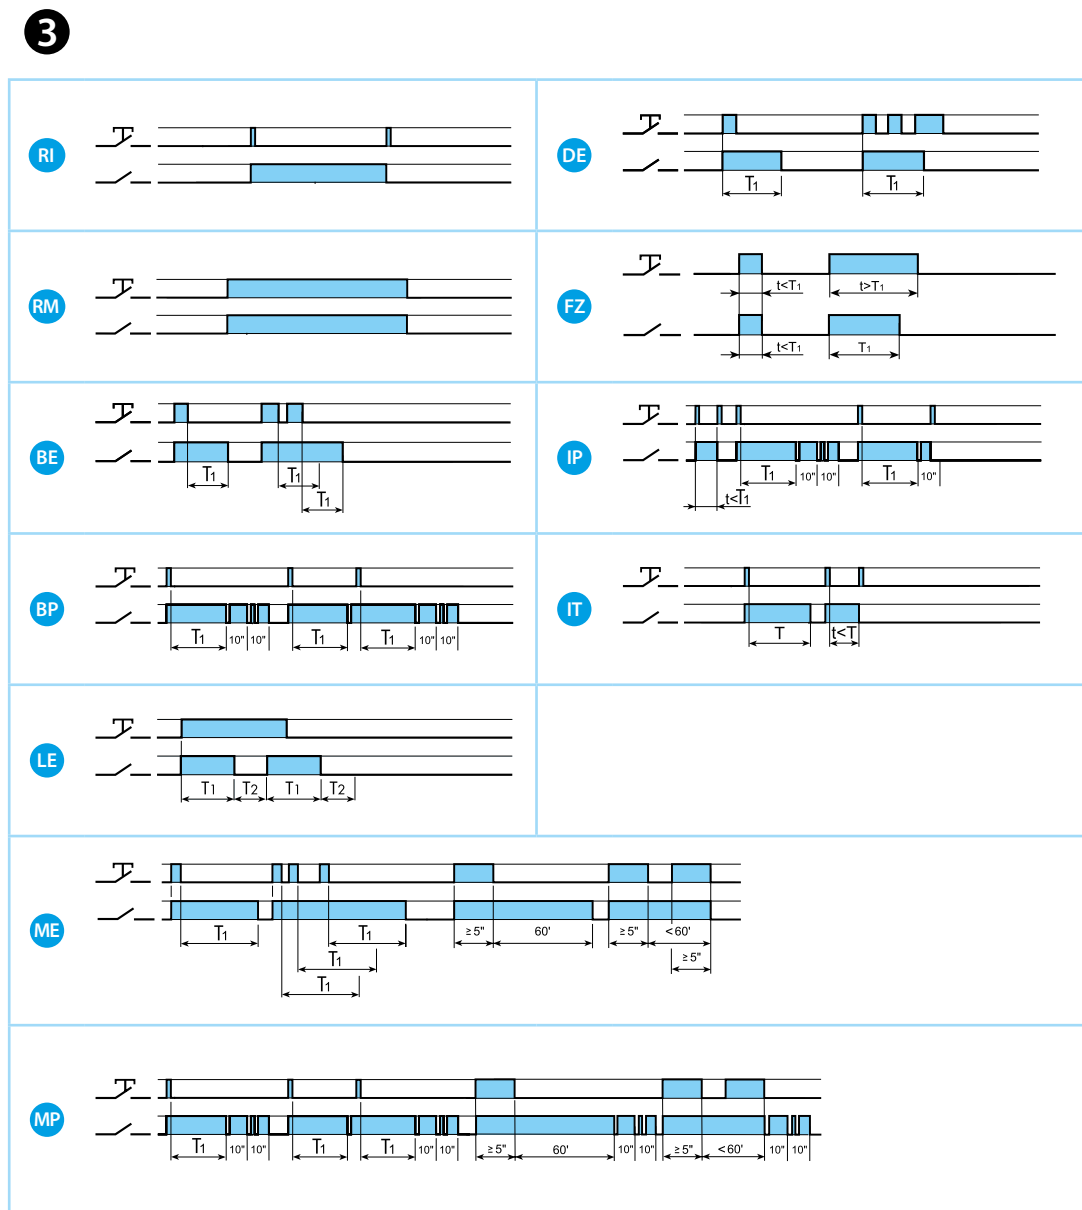 3
RI
DE
T1 T1
RM
FZ
t<T1 t>T1
t<T1 T1
BE
T1 T1
T1
IP
T1 10" 10" T1 10"
t<T1
BP
T1 10" 10" T1 T1 10" 10"
IT
T t<T
LE
T1 T2 T1 T2
ME
T1 T1 ≥5" 60' ≥5" <60'
T1 ≥5"
T1
MP
T1 10" 10" T1 T1 10" 10" ≥5" 60' 10" 10" ≥5" <60' 10" 10"